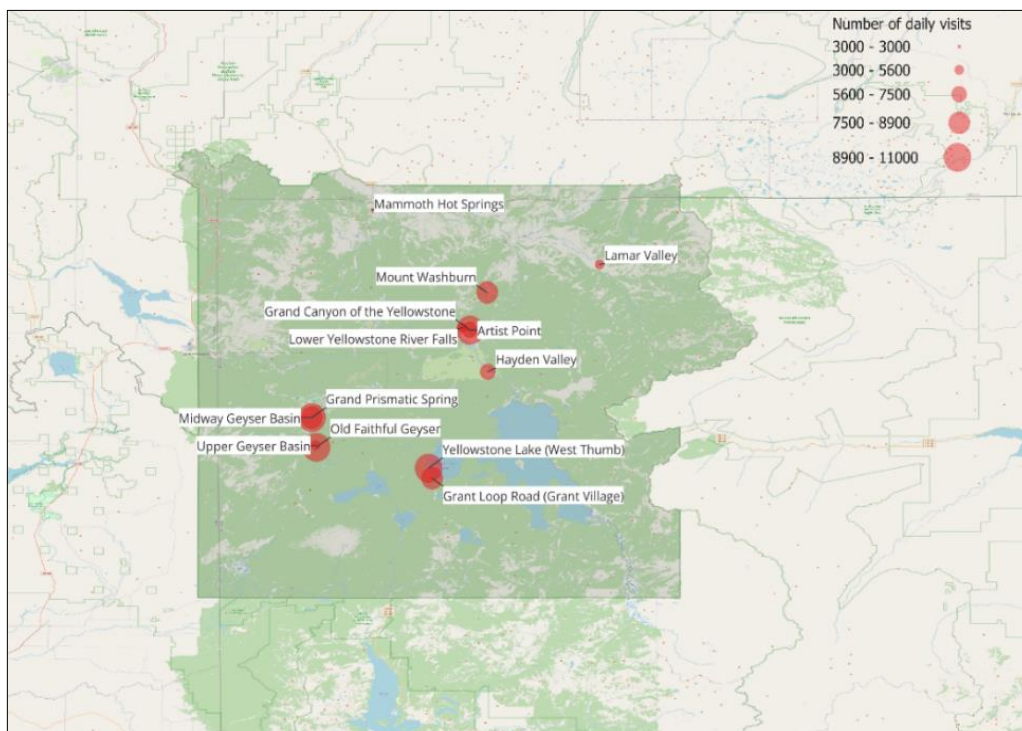 Number of daily visits
3000 - 3000
3000 - 5600
5600 - 7500
7500 - 8900
8900 - 11000
Mammoth Hot Springs
Lamar Valley
Mount Washburn
Grand Canyon of the Yellowstone
Artist Point
Lower Yellowstone River Falls
Hayden Valley
Grand Prismatic Spring
Midway Geyser Basin
Old Faithful Geyser
Upper Geyser Basin
Yellowstone Lake (West Thumb)
Grant Loop Road (Grant Village)